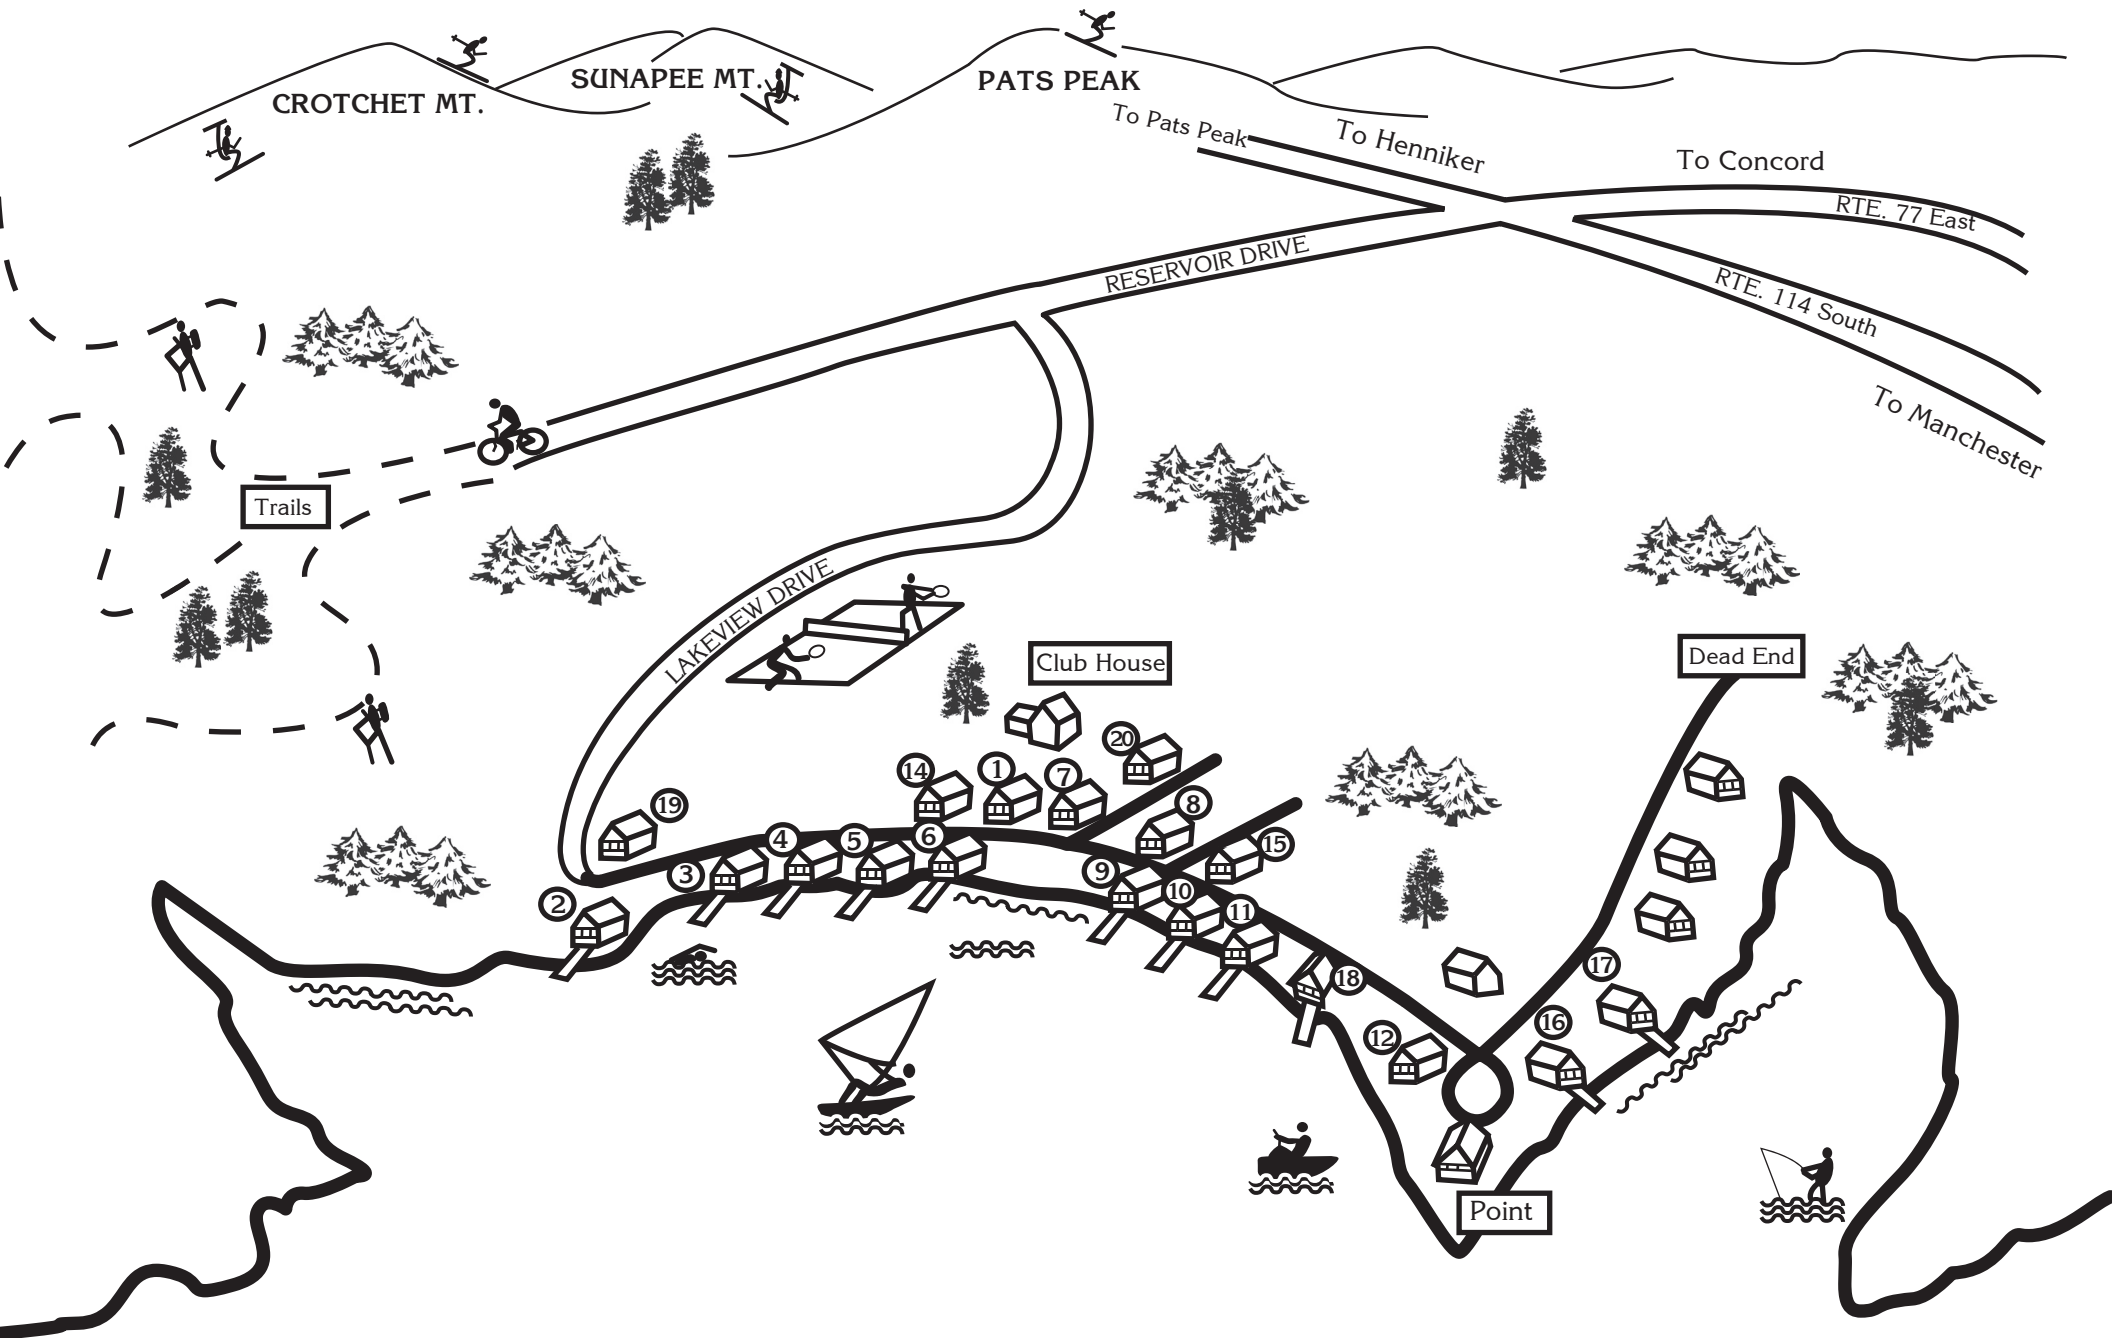 CROTCHET MT.
SUNAPEE MT.
PATS PEAK
To Pats Peak
To Henniker
To Concord
RTE. 77 East
RESERVOIR DRIVE
RTE. 114 South
To Manchester
Trails
LAKEVIEW DRIVE
Club House
Dead End
20
14
1
7
19
8
4
5
6
15
3
9
2
10
11
17
18
16
12
Point